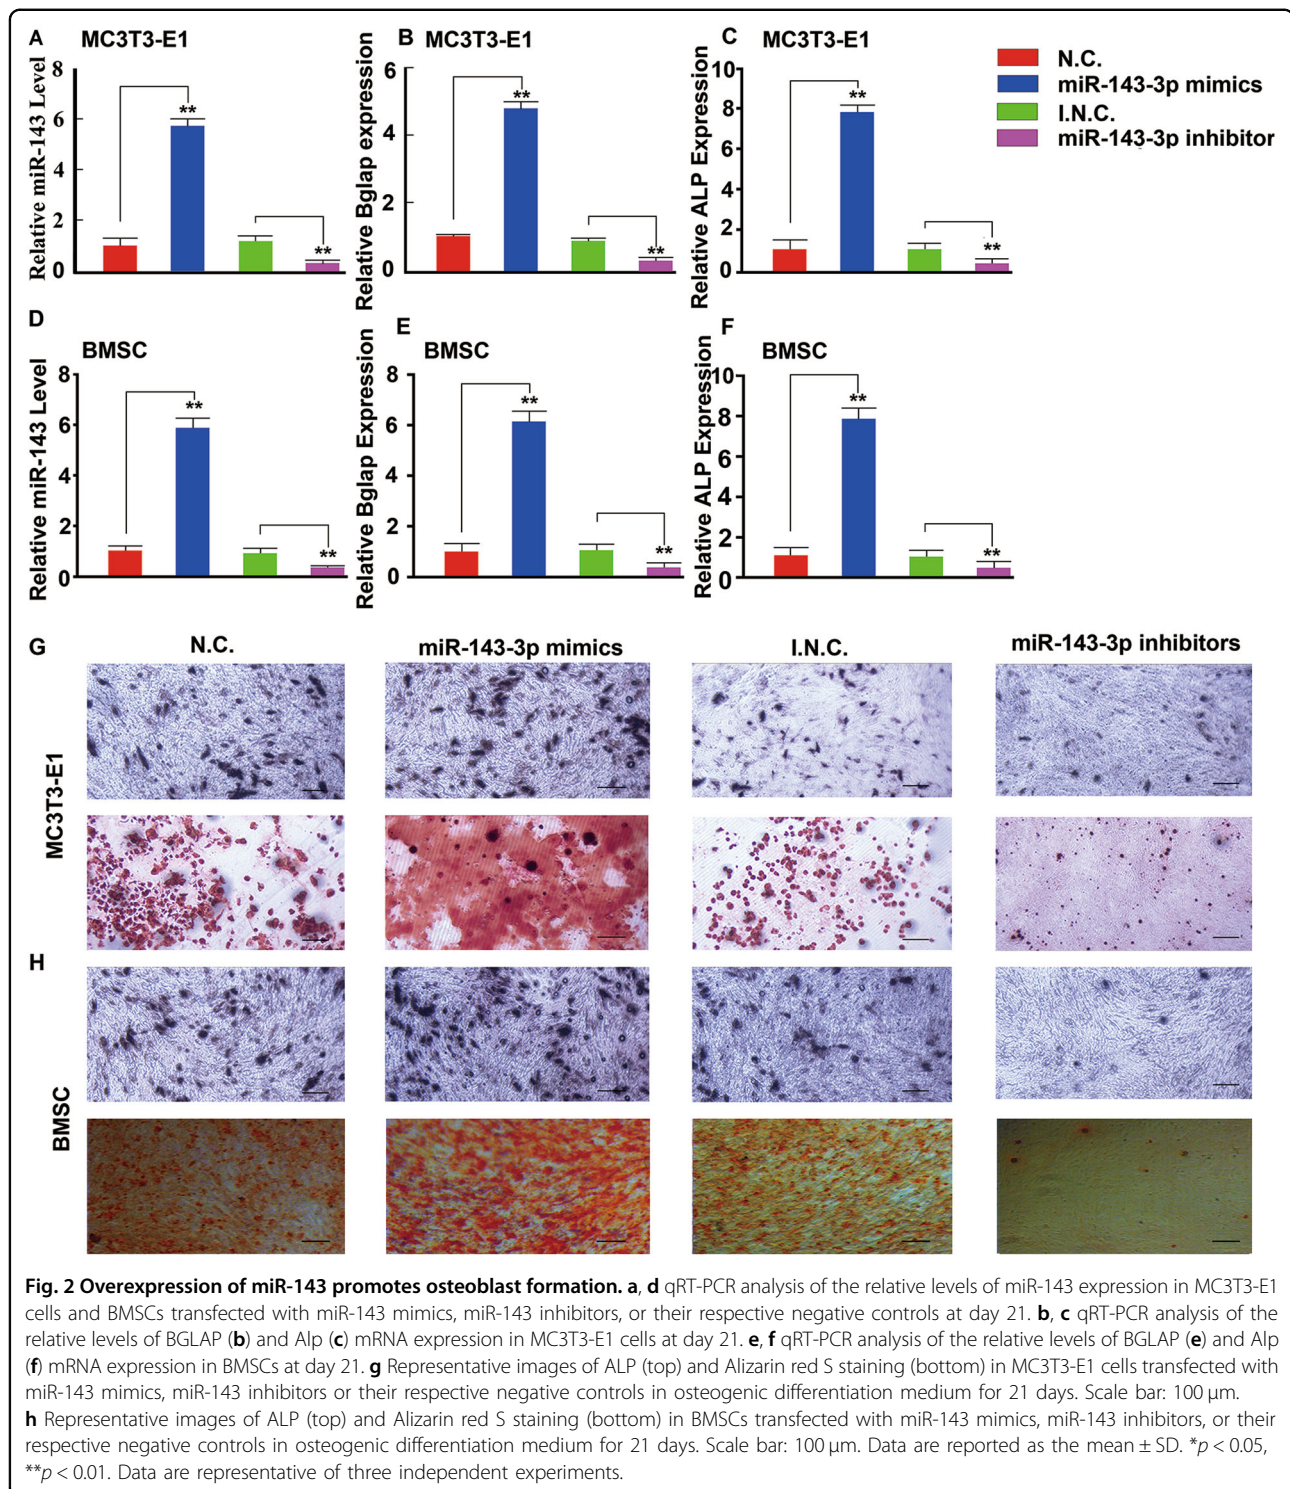 A MC3T3-E1
Relative miR-143 Level
8
6
4
2
0
**
**
B MC3T3-E1
Relative Bglap expression
6
4
2
0
**
**
C MC3T3-E1
Relative ALP Expression
10
8
6
4
2
0
**
**
N.C.
miR-143-3p mimics
I.N.C.
miR-143-3p inhibitor
D BMSC
Relative miR-143 Level
8
6
4
2
0
**
**
E BMSC
Relative Bglap Expression
8
6
4
2
0
**
**
F BMSC
Relative ALP Expression
10
8
6
4
2
0
**
**
G N.C. miR-143-3p mimics I.N.C. miR-143-3p inhibitors
MC3T3-E1
H
BMSC
Fig. 2 Overexpression of miR-143 promotes osteoblast formation. a, d qRT-PCR analysis of the relative levels of miR-143 expression in MC3T3-E1
cells and BMSCs transfected with miR-143 mimics, miR-143 inhibitors, or their respective negative controls at day 21. b, c qRT-PCR analysis of the
relative levels of BGLAP (b) and Alp (c) mRNA expression in MC3T3-E1 cells at day 21. e, f qRT-PCR analysis of the relative levels of BGLAP (e) and Alp
(f) mRNA expression in BMSCs at day 21. g Representative images of ALP (top) and Alizarin red S staining (bottom) in MC3T3-E1 cells transfected with
miR-143 mimics, miR-143 inhibitors or their respective negative controls in osteogenic differentiation medium for 21 days. Scale bar: 100 μm.
h Representative images of ALP (top) and Alizarin red S staining (bottom) in BMSCs transfected with miR-143 mimics, miR-143 inhibitors, or their
respective negative controls in osteogenic differentiation medium for 21 days. Scale bar: 100 μm. Data are reported as the mean ± SD. *p < 0.05,
**p < 0.01. Data are representative of three independent experiments.